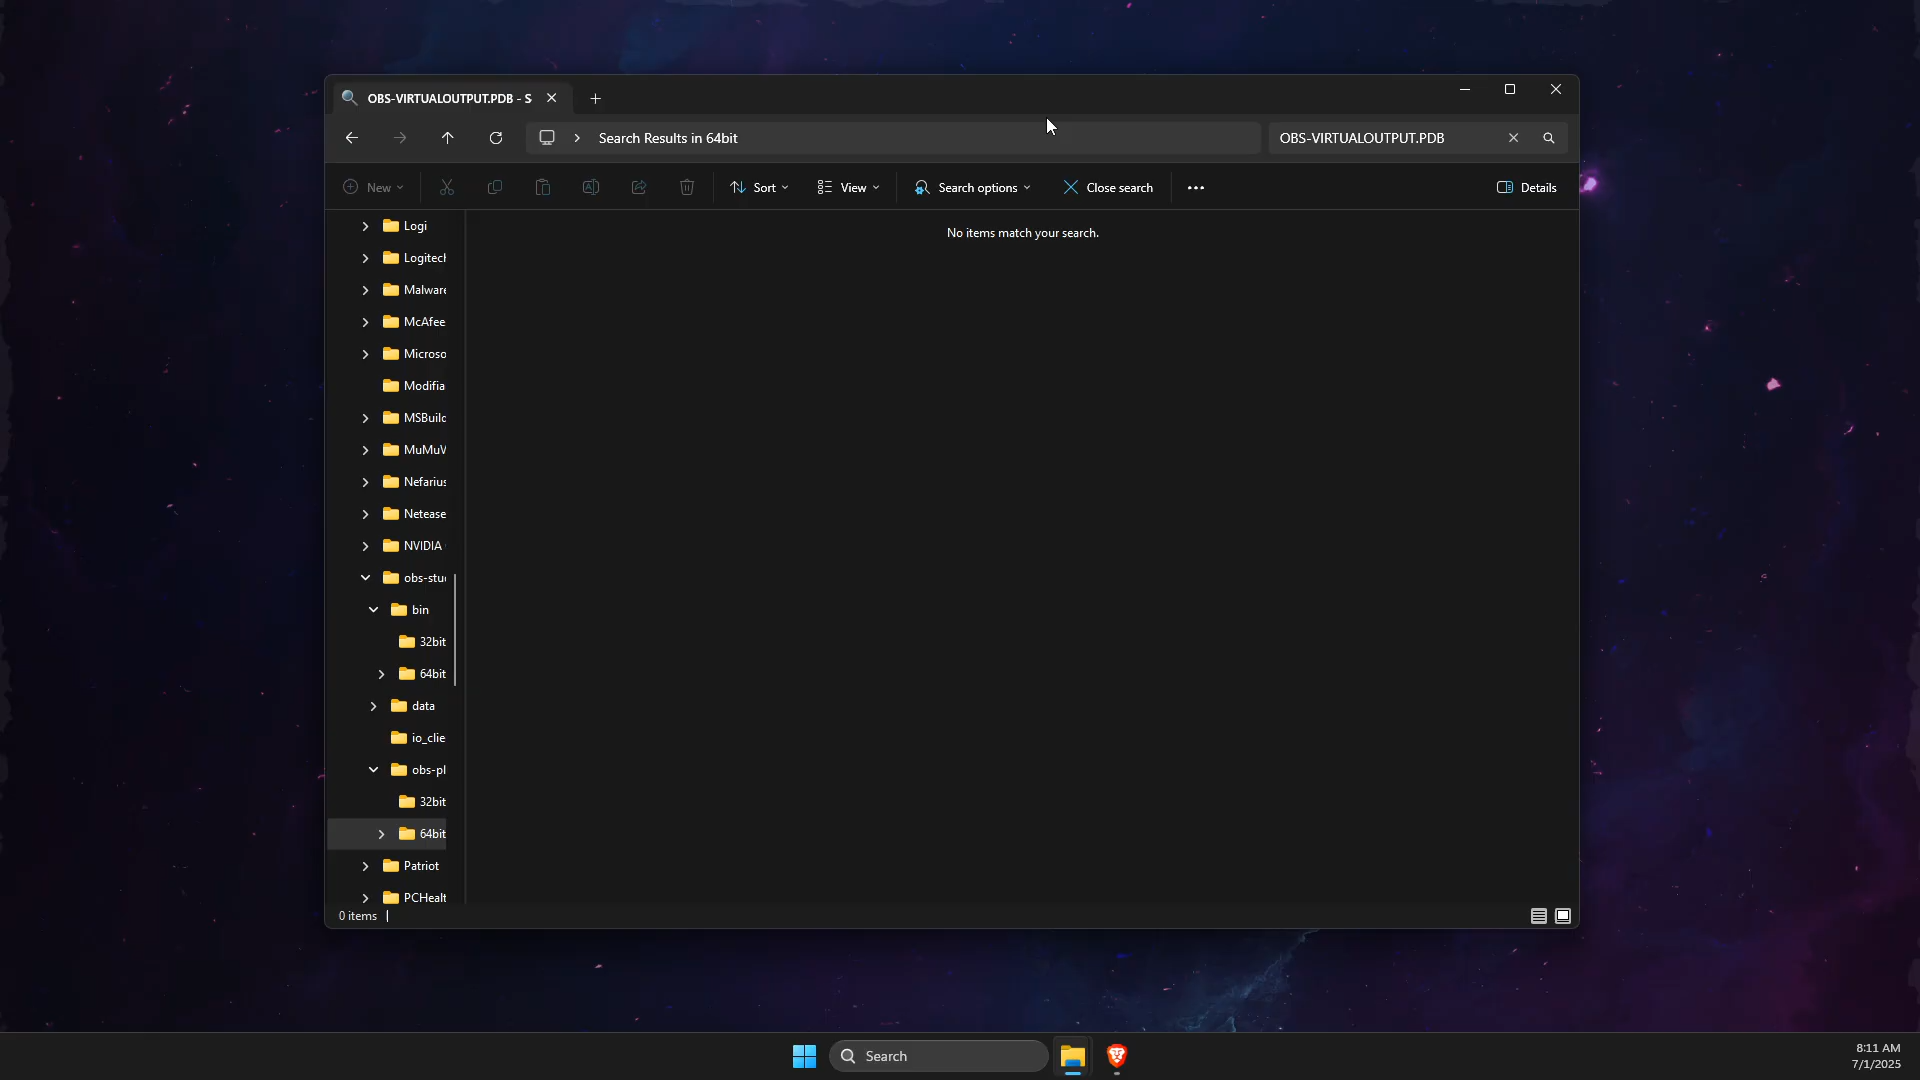 OBS-VIRTUALOUTPUT.PDB - S
Search Results in 64bit
OBS-VIRTUALOUTPUT.PDB
New
Sort
View
Search options
Close search
Details
Logi
Logitech
Malware
McAfee
Microso
Modifia
MSBuild
MuMuV
Nefarius
Netease
NVIDIA
obs-stu
bin
32bit
64bit
data
io_clie
obs-pl
32bit
64bit
Patriot
PCHealt
No items match your search.
0 items
Search
8:11 AM
7/1/2025